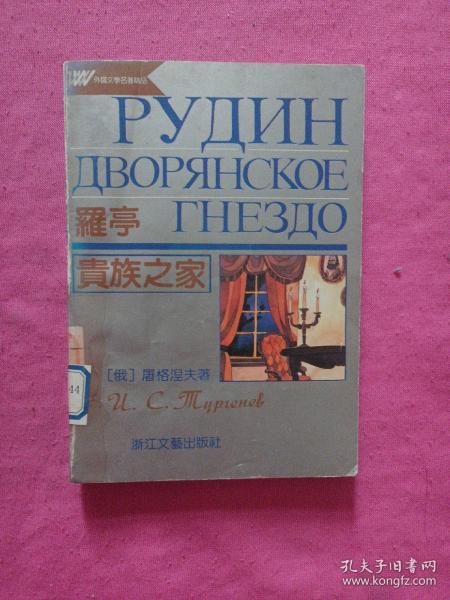 外国文學名著精品
РУДИН
ДВОРЯНСКОЕ
羅亭 ГНЕЗДО
貴族之家
［俄］屠格涅夫著
И. С. Тургенев
44
浙江文藝出版社
孔夫子旧书网
www.kongfz.com